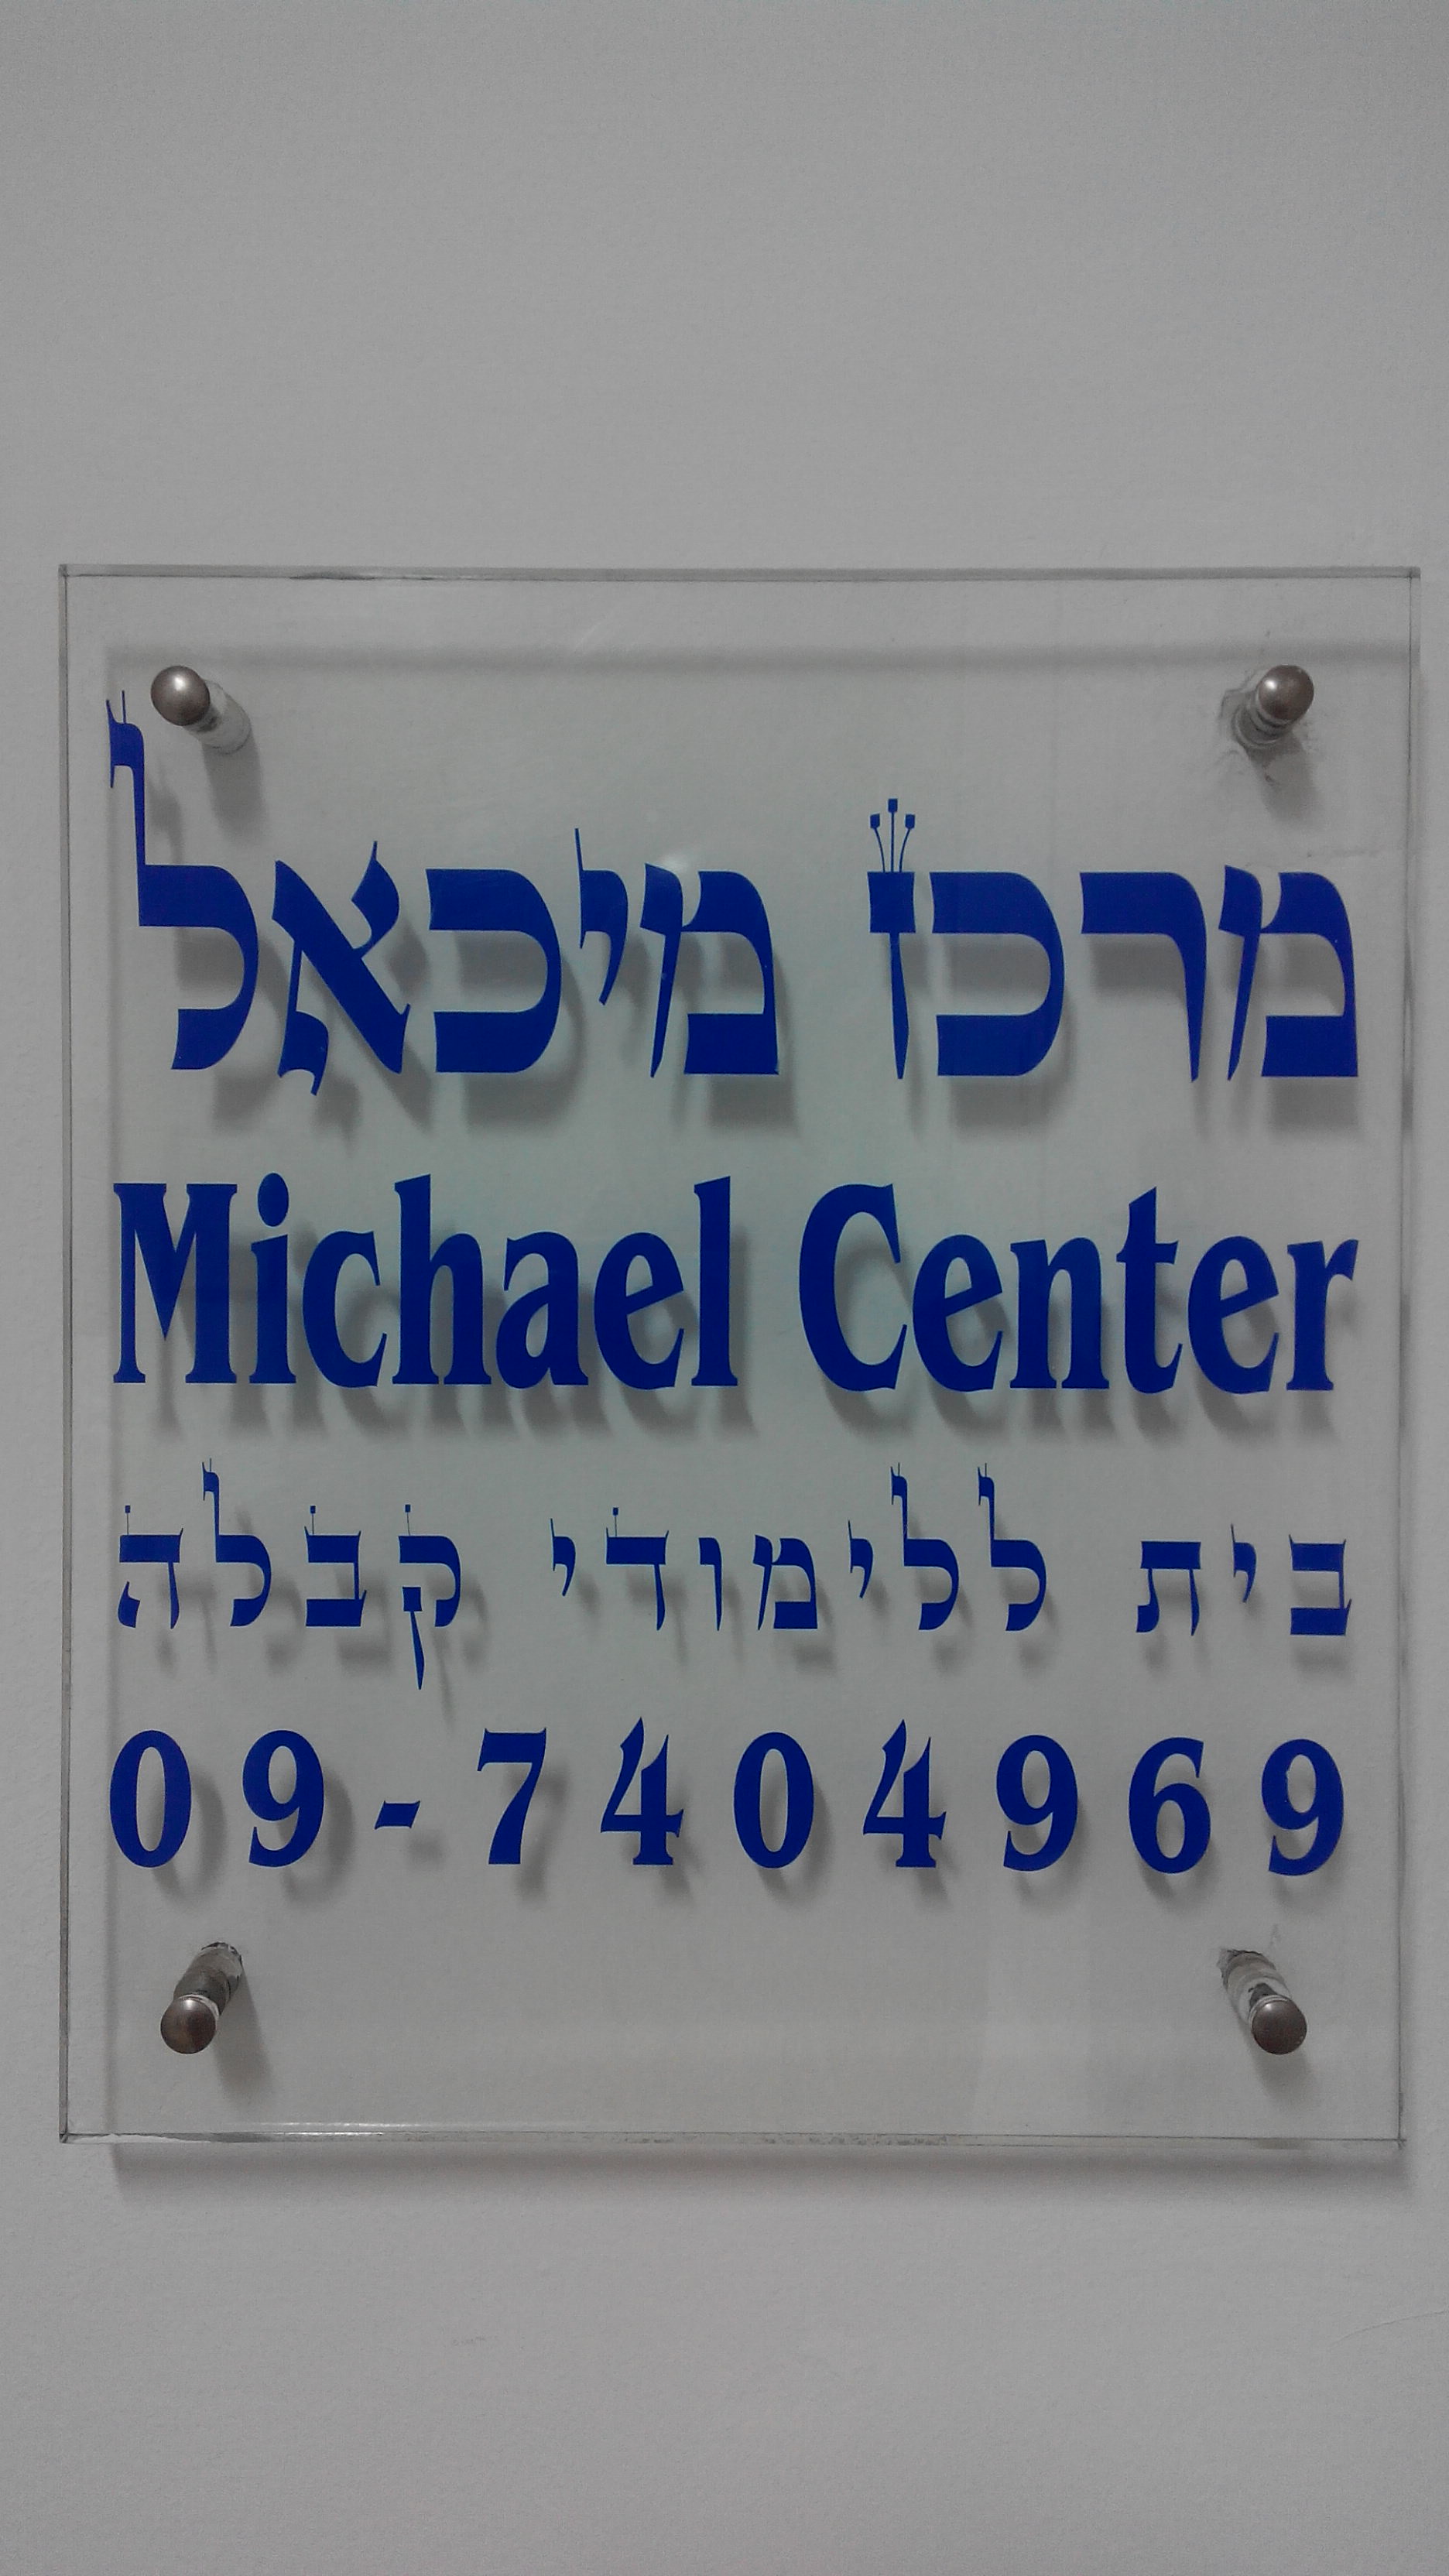 מרכז מיכאל
Michael Center
בית ללימודי קבלה
09-7404969